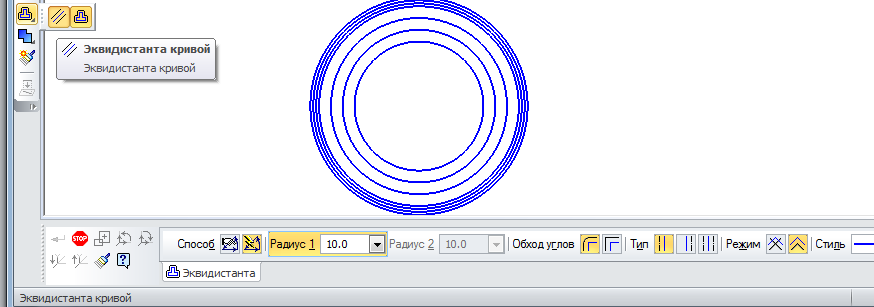 Эквидистанта кривой
Эквидистанта кривой
STOP
Способ Радиус 1 10.0 Радиус 2 10.0 Обход углов Тип Режим Стиль
Эквидистанта
Эквидистанта кривой